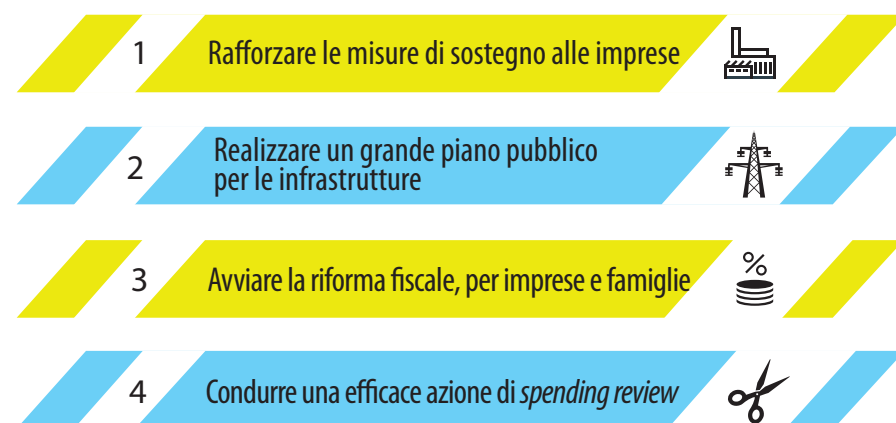 1 Rafforzare le misure di sostegno alle imprese
2 Realizzare un grande piano pubblico
per le infrastrutture
3 Avviare la riforma fiscale, per imprese e famiglie
4 Condurre una efficace azione di spending review
%